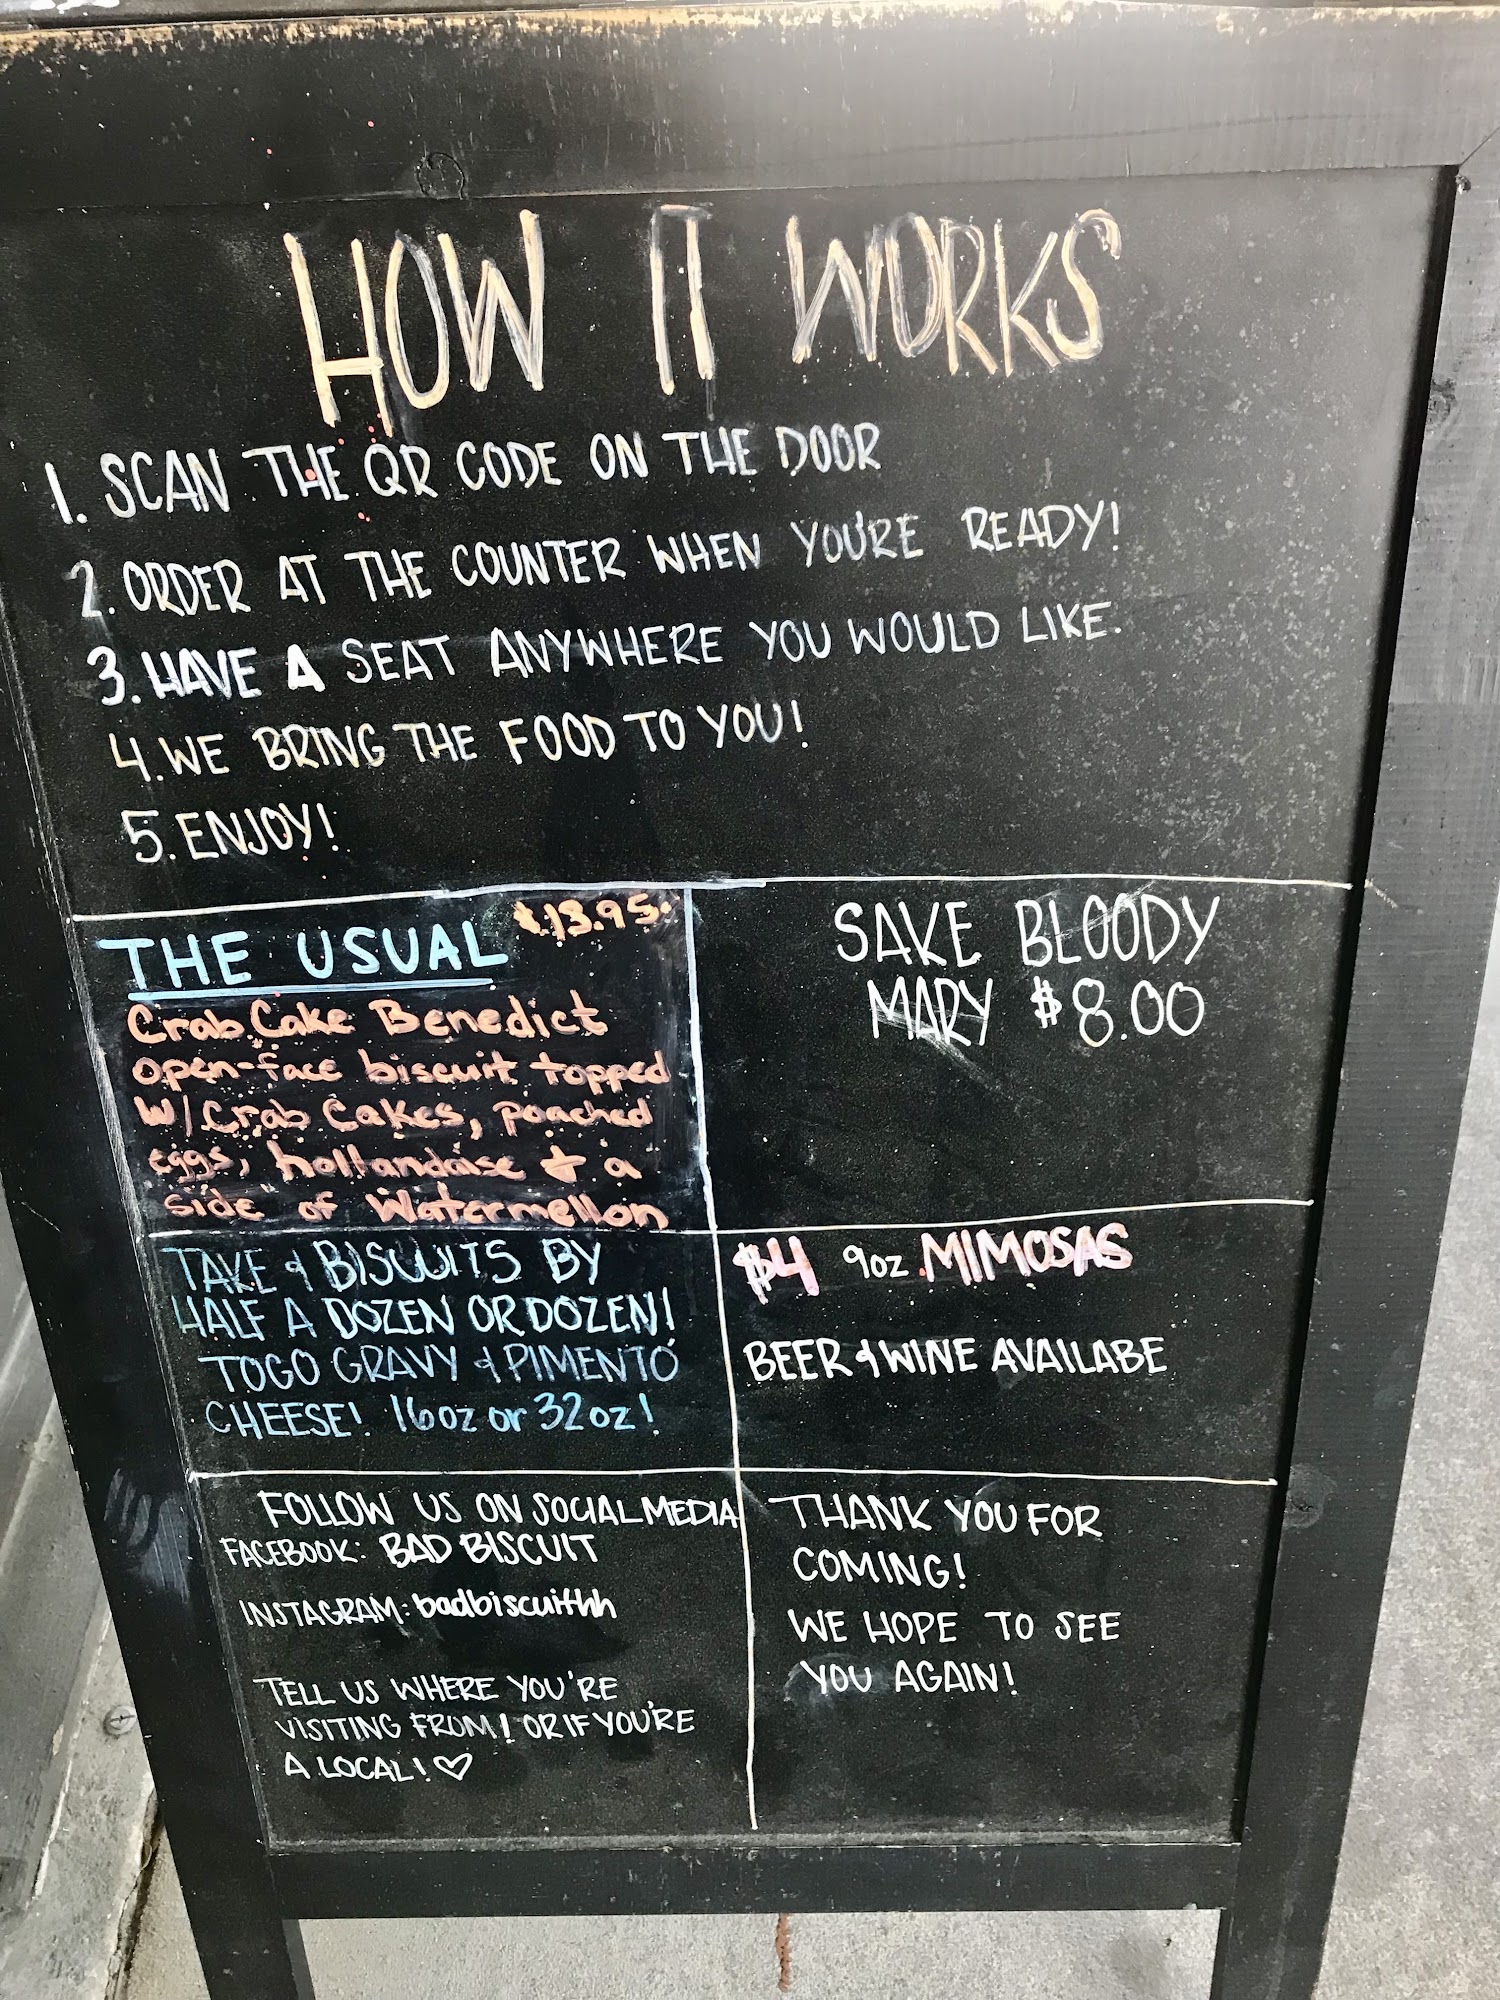 HOW IT WORKS
1. SCAN THE QR CODE ON THE DOOR
2. ORDER AT THE COUNTER WHEN YOU'RE READY!
3. HAVE A SEAT ANYWHERE YOU WOULD LIKE.
4. WE BRING THE FOOD TO YOU!
5. ENJOY!
THE USUAL $13.95
Crab Cake Benedict
open-face biscuit topped
w/ Crab Cakes, poached
eggs, hollandaise + a
side of Watermellon
SAKE BLOODY
MARY $8.00
TAKE & BISCUITS BY
HALF A DOZEN OR DOZEN!
TOGO GRAVY & PIMENTO
CHEESE! 16oz or 32oz!
$4 9oz MIMOSAS
BEER & WINE AVAILABE
FOLLOW US ON SOCIAL MEDIA
FACEBOOK: BAD BISCUIT
INSTAGRAM: badbiscuithh
TELL US WHERE YOU'RE
VISITING FROM! OR IF YOU'RE
A LOCAL! ♡
THANK YOU FOR
COMING!
WE HOPE TO SEE
YOU AGAIN!